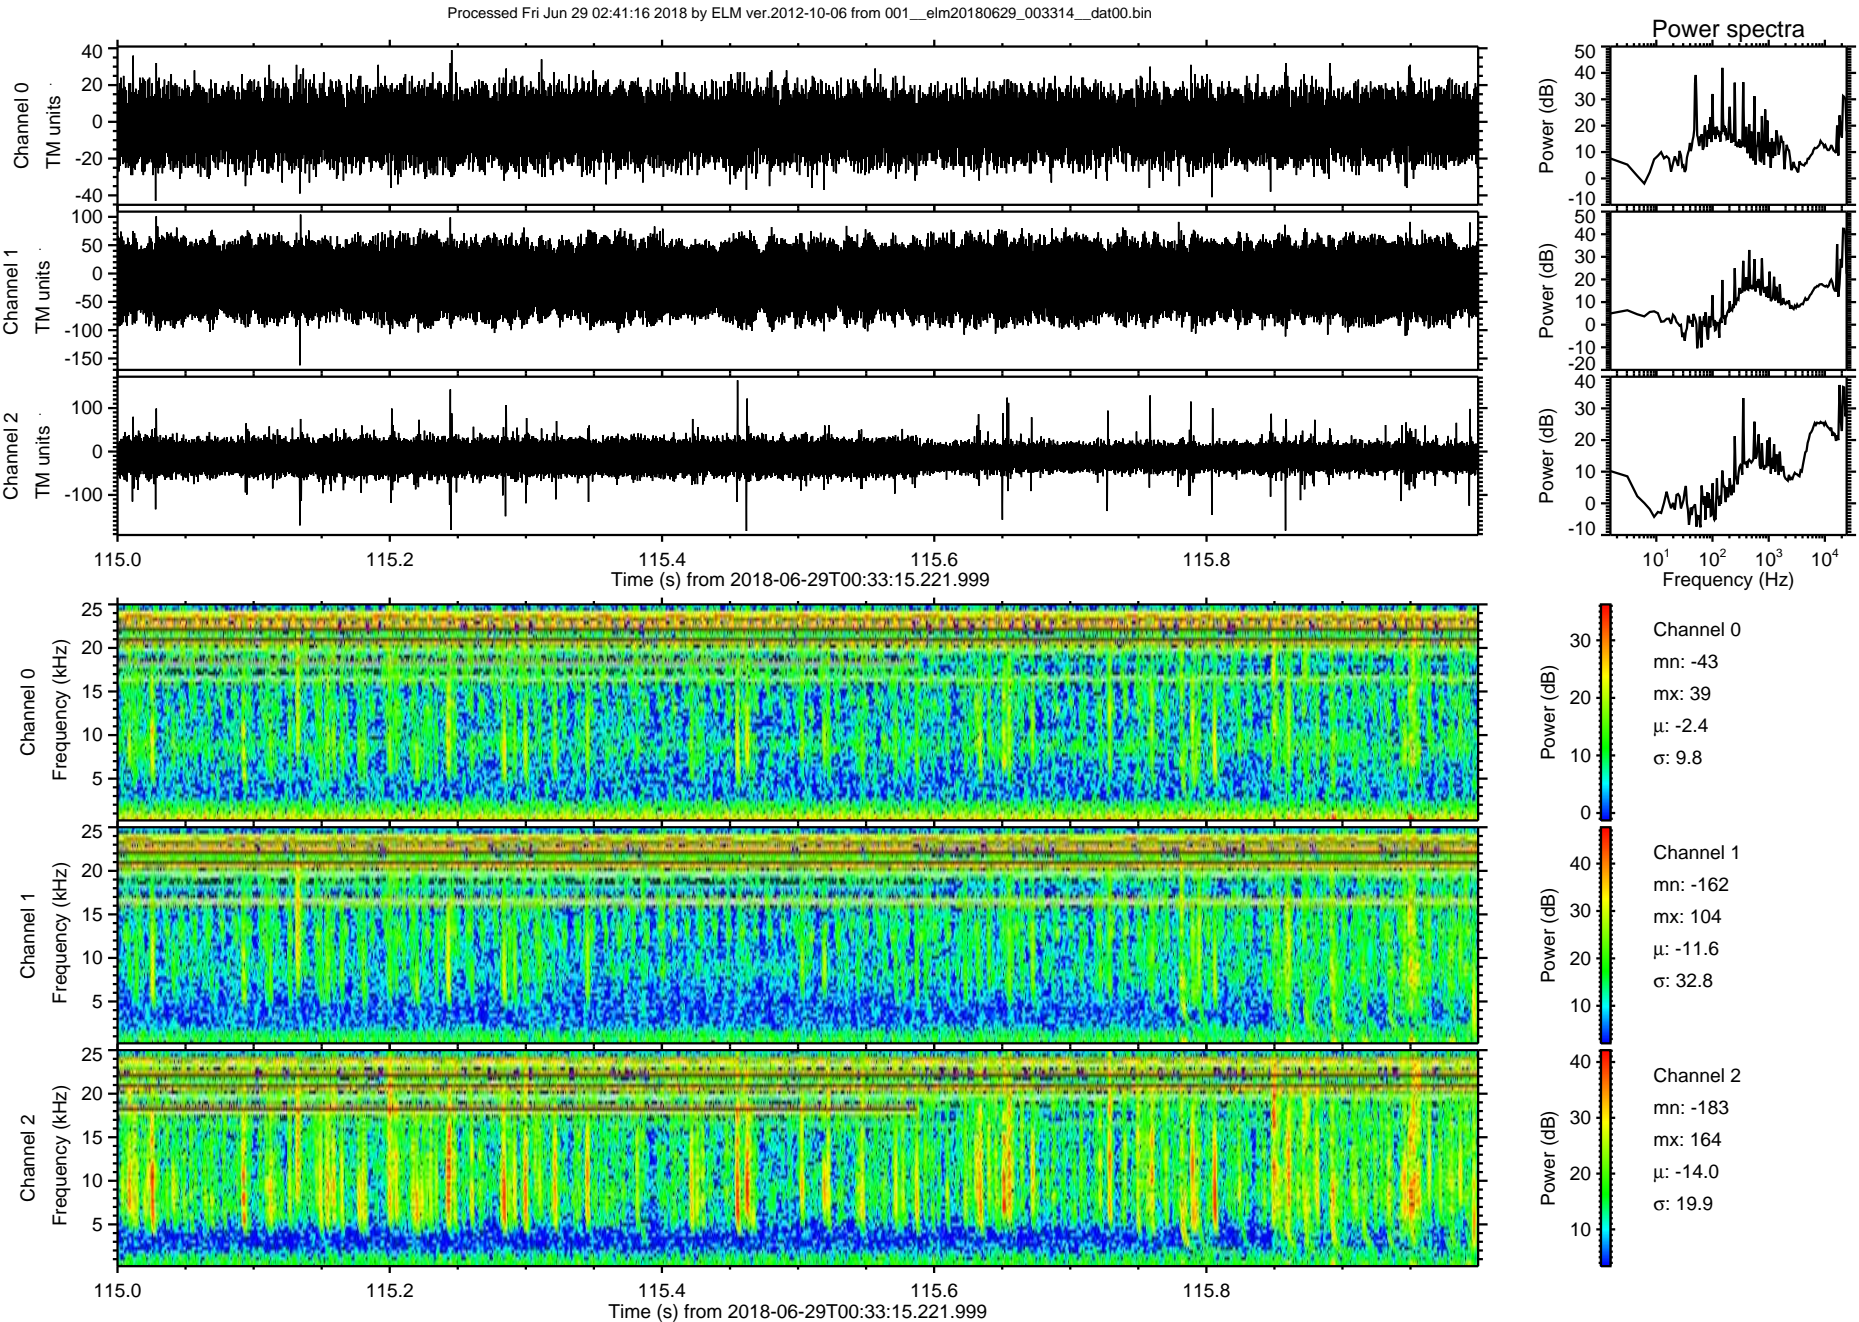 Processed Fri Jun 29 02:41:16 2018 by ELM ver.2012-10-06 from 001__elm20180629_003314__dat00.bin
Power spectra
Channel 0
TM units
40
20
0
-20
-40
Power (dB)
50
40
30
20
10
0
-10
Channel 1
TM units
100
50
0
-50
-100
-150
Power (dB)
50
40
30
20
10
0
-10
-20
Channel 2
TM units
100
0
-100
Power (dB)
40
30
20
10
0
-10
115.0 115.2 115.4 115.6 115.8
Time (s) from 2018-06-29T00:33:15.221.999
10^1 10^2 10^3 10^4
Frequency (Hz)
Channel 0
Frequency (kHz)
25
20
15
10
5
Power (dB)
30
20
10
0
Channel 0
mn: -43
mx: 39
μ: -2.4
σ: 9.8
Channel 1
Frequency (kHz)
25
20
15
10
5
Power (dB)
40
30
20
10
Channel 1
mn: -162
mx: 104
μ: -11.6
σ: 32.8
Channel 2
Frequency (kHz)
25
20
15
10
5
Power (dB)
40
30
20
10
Channel 2
mn: -183
mx: 164
μ: -14.0
σ: 19.9
115.0 115.2 115.4 115.6 115.8
Time (s) from 2018-06-29T00:33:15.221.999